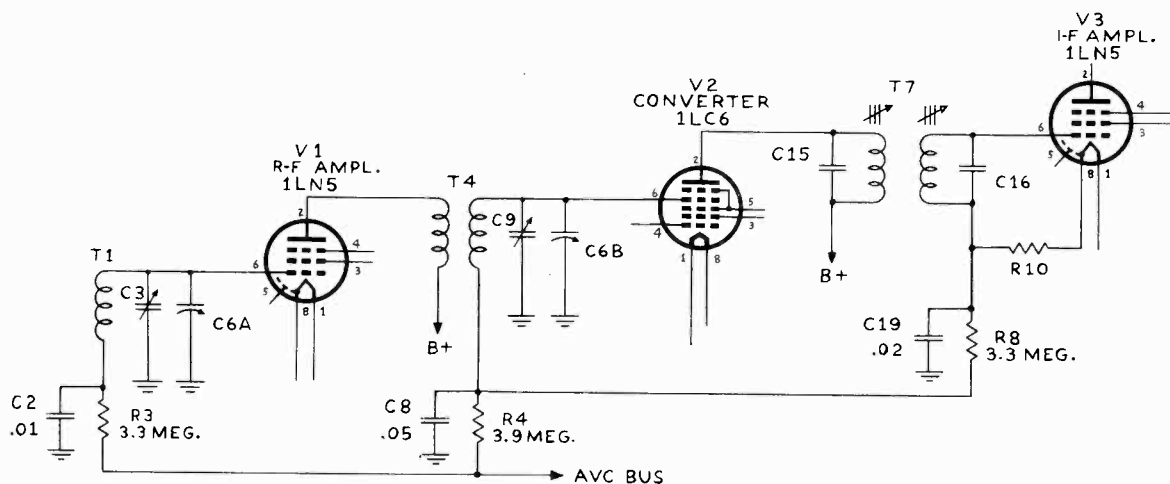 V3
I-F AMPL.
1LN5
2
4
3
6
5
8
1
T7
V2
CONVERTER
1LC6
2
C15
C16
6
5
3
4
1
8
B+
R10
V1
R-F AMPL.
1LN5
2
4
3
6
5
8
1
T4
C9
C6B
B+
T1
C3
C6A
C19
.02
R8
3.3 MEG.
C2
.01
R3
3.3 MEG.
C8
.05
R4
3.9 MEG.
AVC BUS